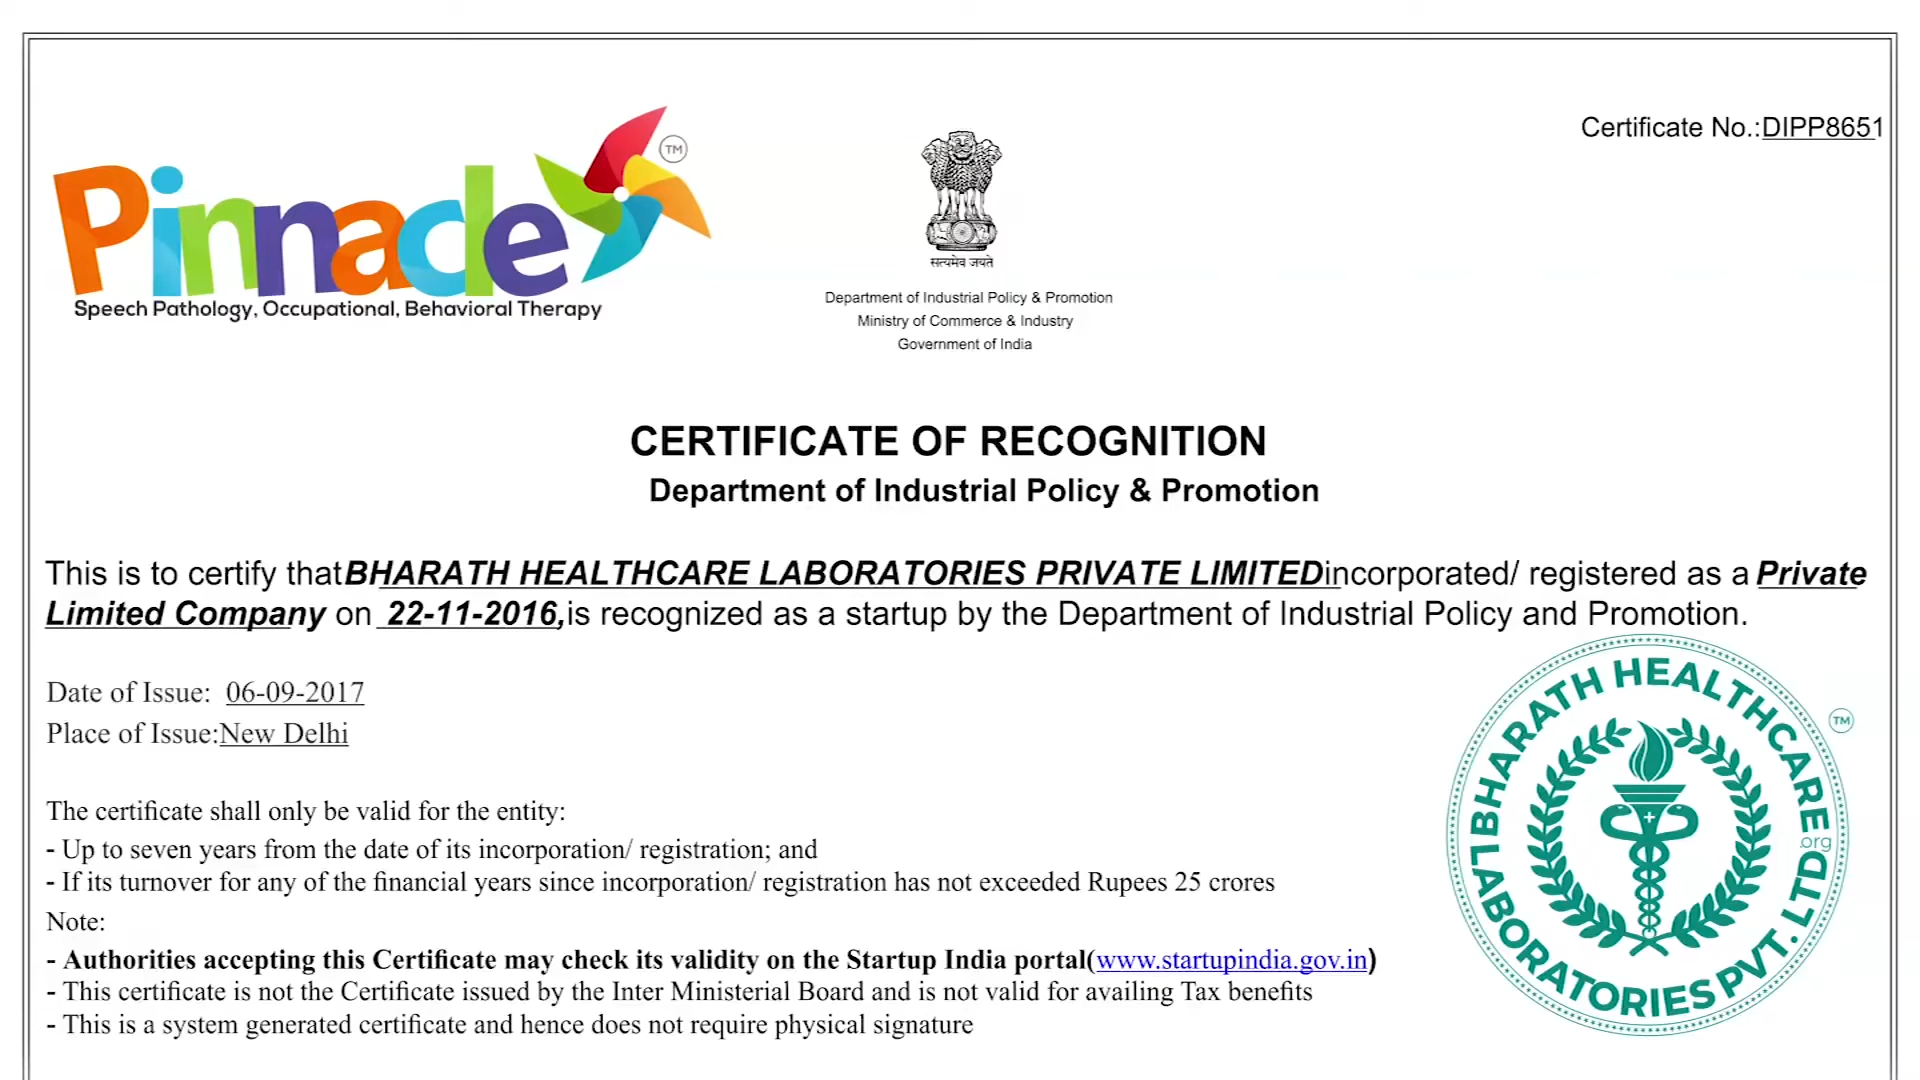 Certificate No.:DIPP8651
Pinnacle
TM
Speech Pathology, Occupational, Behavioral Therapy
सत्यमेव जयते
Department of Industrial Policy & Promotion
Ministry of Commerce & Industry
Government of India
CERTIFICATE OF RECOGNITION
Department of Industrial Policy & Promotion
This is to certify that BHARATH HEALTHCARE LABORATORIES PRIVATE LIMITED incorporated/ registered as a Private
Limited Company on 22-11-2016, is recognized as a startup by the Department of Industrial Policy and Promotion.
Date of Issue: 06-09-2017
Place of Issue:New Delhi
The certificate shall only be valid for the entity:
- Up to seven years from the date of its incorporation/ registration; and
- If its turnover for any of the financial years since incorporation/ registration has not exceeded Rupees 25 crores
Note:
- Authorities accepting this Certificate may check its validity on the Startup India portal(www.startupindia.gov.in)
- This certificate is not the Certificate issued by the Inter Ministerial Board and is not valid for availing Tax benefits
- This is a system generated certificate and hence does not require physical signature
BHARATH HEALTHCARE
.org
LABORATORIES PVT. LTD
TM